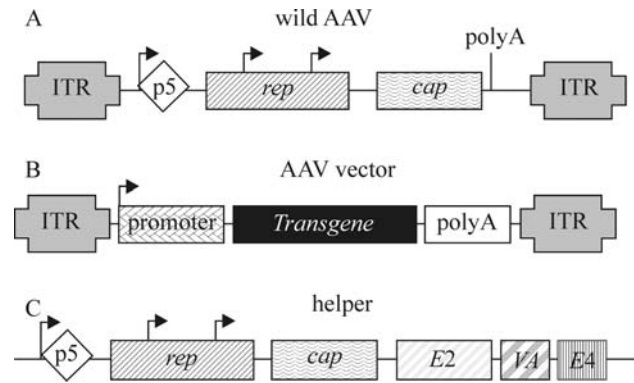 A wild AAV
polyA
ITR p5 rep cap ITR
B AAV vector
ITR promoter Transgene polyA ITR
C helper
p5 rep cap E2 VA E4